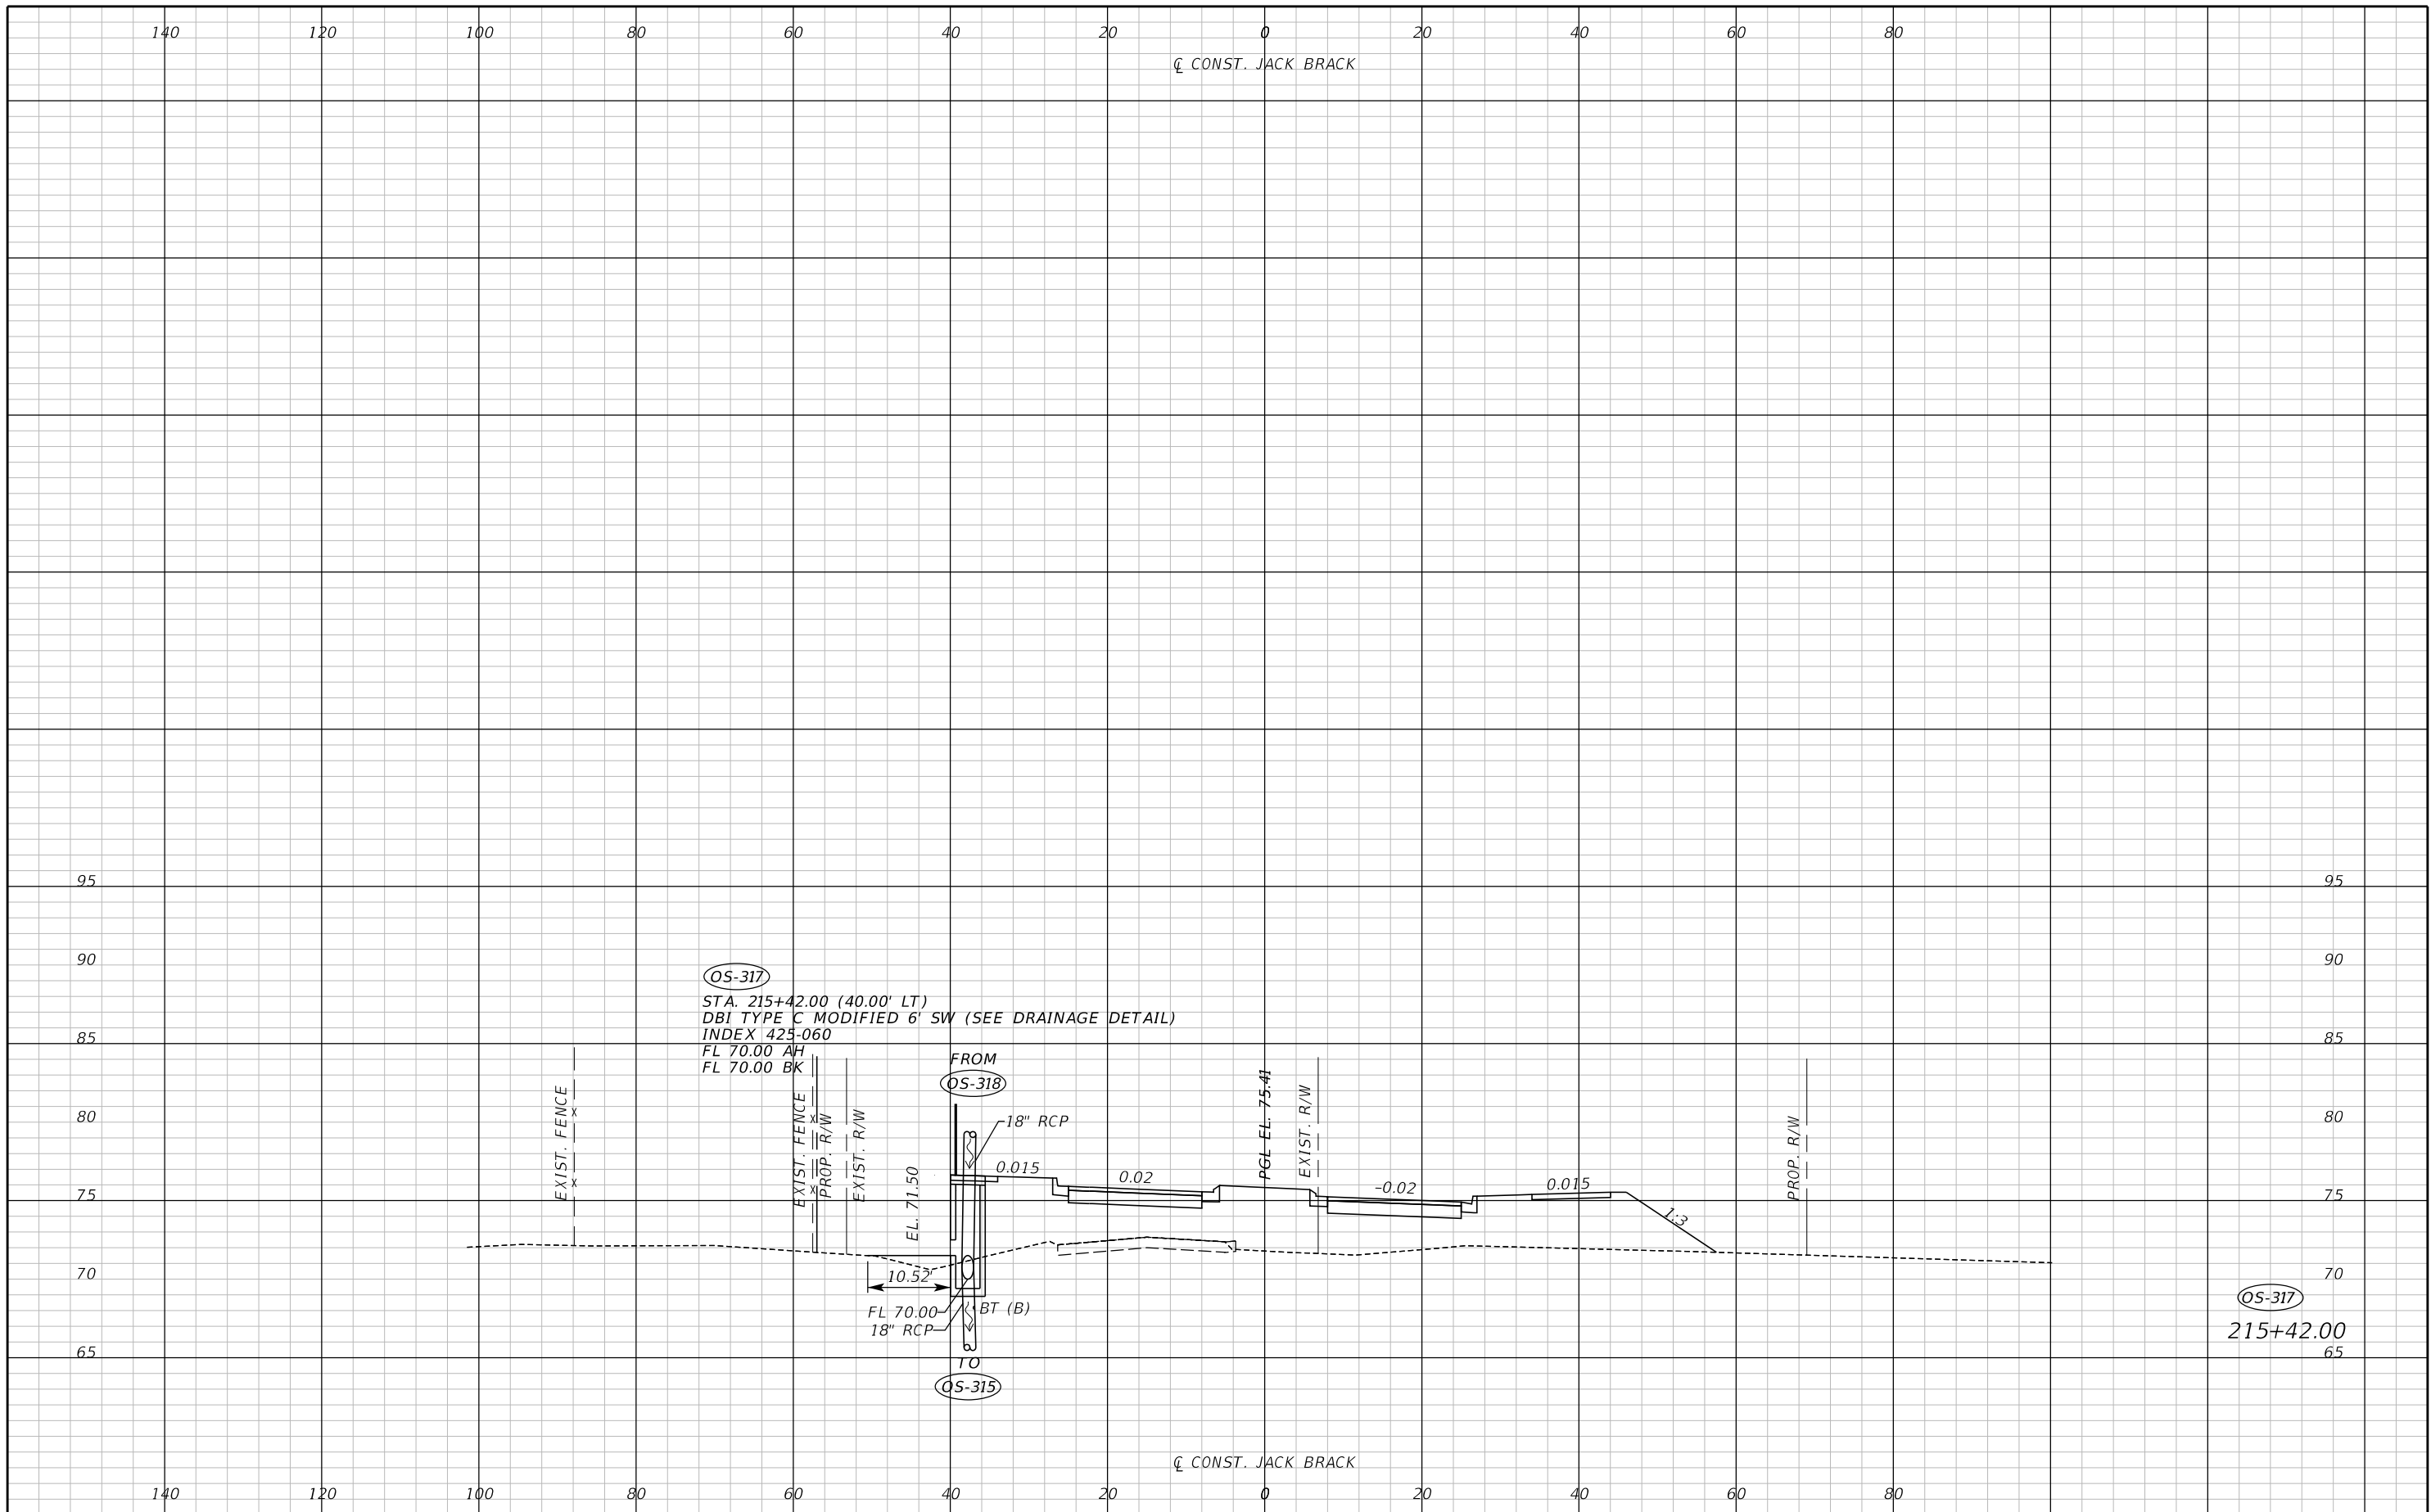 140 120 100 80 60 40 20 0 20 40 60 80
℄ CONST. JACK BRACK
95 95
90 90
OS-317
STA. 215+42.00 (40.00' LT)
DBI TYPE C MODIFIED 6' SW (SEE DRAINAGE DETAIL)
INDEX 425-060
85 85
FL 70.00 AH
FL 70.00 BK
FROM
OS-318
EXIST. FENCE
EXIST. FENCE
PROP. R/W
EXIST. R/W
EL. 71.50
PGL EL. 75.41
EXIST. R/W
PROP. R/W
80 80
18" RCP
0.015
0.02
-0.02
0.015
75 75
1:3
70 70
10.52'
FL 70.00
BT (B)
18" RCP
OS-317
215+42.00
65 65
TO
OS-315
℄ CONST. JACK BRACK
140 120 100 80 60 40 20 0 20 40 60 80